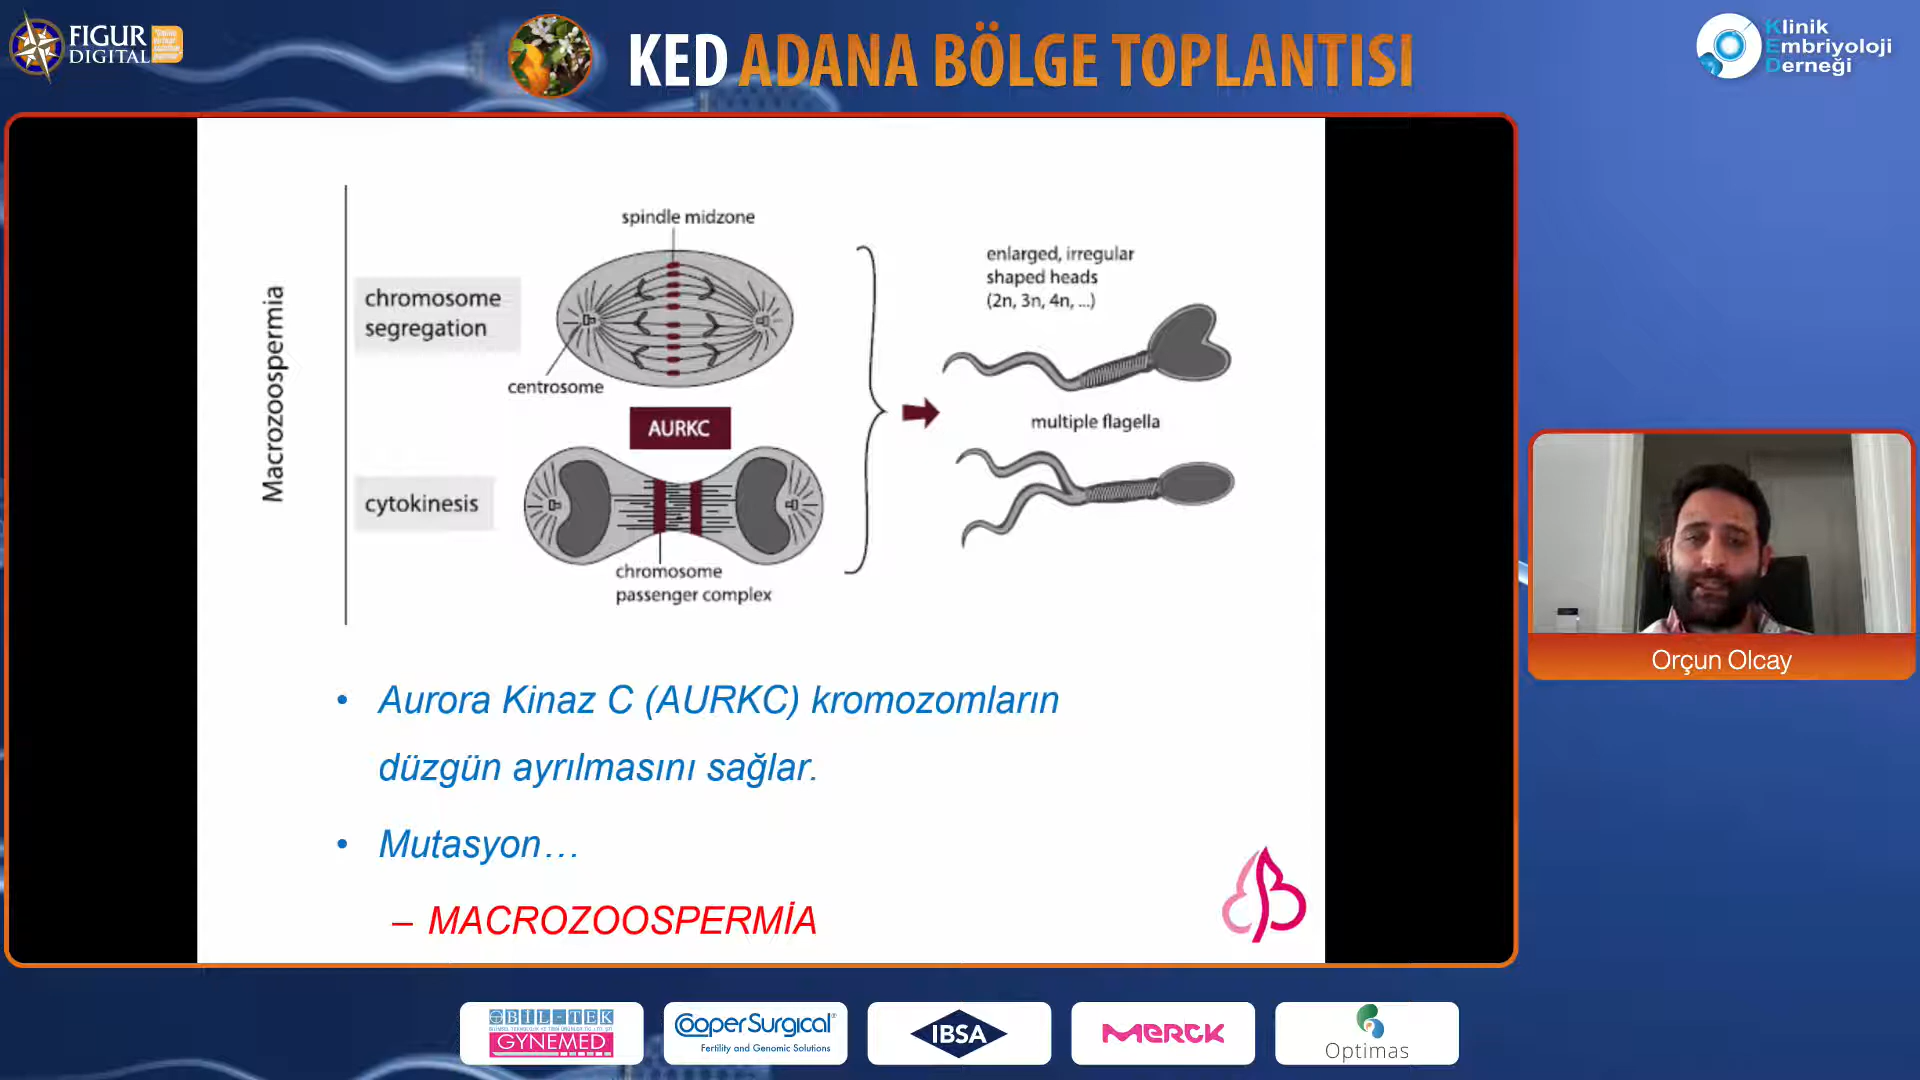 FIGUR
DIGITAL
KED ADANA BÖLGE TOPLANTISI
Klinik
Embriyoloji
Derneği
Macrozoospermia
spindle midzone
chromosome
segregation
centrosome
AURKC
cytokinesis
chromosome
passenger complex
enlarged, irregular
shaped heads
(2n, 3n, 4n, ...)
multiple flagella
• Aurora Kinaz C (AURKC) kromozomların
düzgün ayrılmasını sağlar.
• Mutasyon…
– MACROZOOSPERMİA
Orçun Olcay
BİL-TEK
GYNEMED
CooperSurgical
Fertility and Genomic Solutions
IBSA
MERCK
Optimas